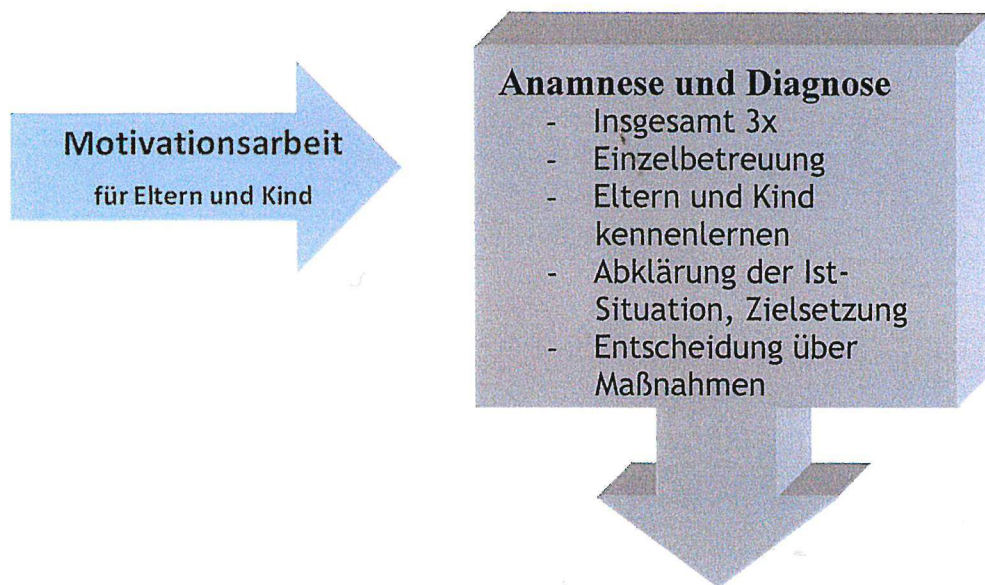 Motivationsarbeit
für Eltern und Kind
Anamnese und Diagnose
- Insgesamt 3x
- Einzelbetreuung
- Eltern und Kind
kennenlernen
- Abklärung der Ist-
Situation, Zielsetzung
- Entscheidung über
Maßnahmen